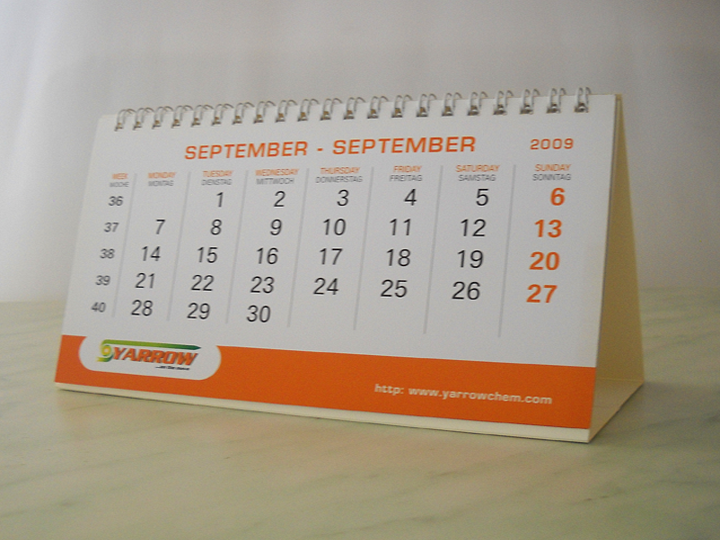 SEPTEMBER - SEPTEMBER 2009
WEEK MONDAY TUESDAY WEDNESDAY THURSDAY FRIDAY SATURDAY SUNDAY
WOCHE MONTAG DIENSTAG MITTWOCH DONNERSTAG FREITAG SAMSTAG SONNTAG
36 1 2 3 4 5 6
37 7 8 9 10 11 12 13
38 14 15 16 17 18 19 20
39 21 22 23 24 25 26 27
40 28 29 30
YARROW
...on the move
http: www.yarrowchem.com